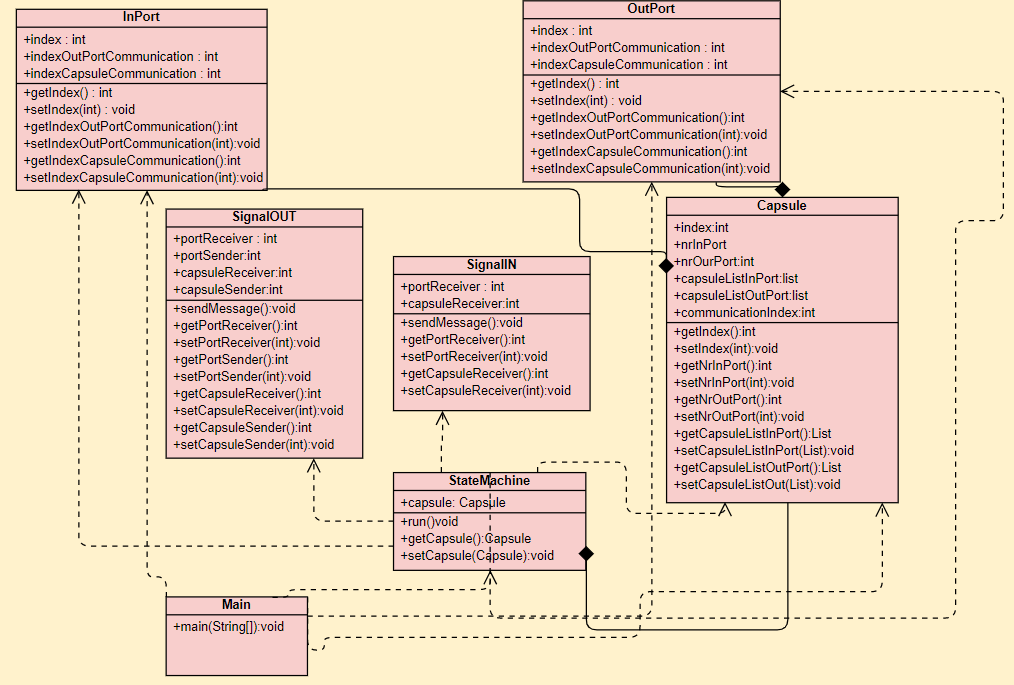 InPort
+index : int
+indexOutPortCommunication : int
+indexCapsuleCommunication : int
+getIndex() : int
+setIndex(int) : void
+getIndexOutPortCommunication():int
+setIndexOutPortCommunication(int):void
+getIndexCapsuleCommunication():int
+setIndexCapsuleCommunication(int):void
OutPort
+index : int
+indexOutPortCommunication : int
+indexCapsuleCommunication : int
+getIndex() : int
+setIndex(int) : void
+getIndexOutPortCommunication():int
+setIndexOutPortCommunication(int):void
+getIndexCapsuleCommunication():int
+setIndexCapsuleCommunication(int):void
SignalOUT
+portReceiver : int
+portSender:int
+capsuleReceiver:int
+capsuleSender:int
+sendMessage():void
+getPortReceiver():int
+setPortReceiver(int):void
+getPortSender():int
+setPortSender(int):void
+getCapsuleReceiver():int
+setCapsuleReceiver(int):void
+getCapsuleSender():int
+setCapsuleSender(int):void
SignalIN
+portReceiver : int
+capsuleReceiver:int
+sendMessage():void
+getPortReceiver():int
+setPortReceiver(int):void
+getCapsuleReceiver():int
+setCapsuleReceiver(int):void
Capsule
+index:int
+nrInPort
+nrOurPort:int
+capsuleListInPort:list
+capsuleListOutPort:list
+communicationIndex:int
+getIndex():int
+setIndex(int):void
+getNrInPort():int
+setNrInPort(int):void
+getNrOutPort():int
+setNrOutPort(int):void
+getCapsuleListInPort():List
+setCapsuleListInPort(List):void
+getCapsuleListOutPort():List
+setCapsuleListOut(List):void
StateMachine
+capsule: Capsule
+run()void
+getCapsule():Capsule
+setCapsule(Capsule):void
Main
+main(String[]):void